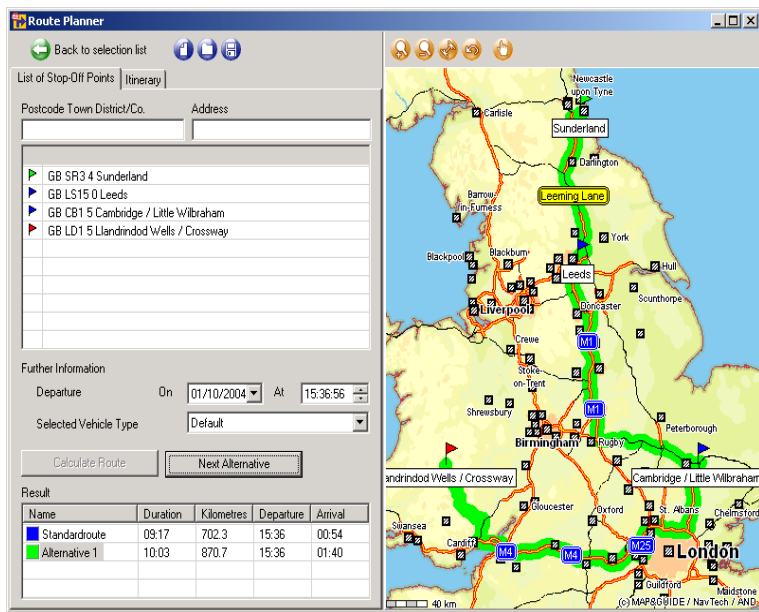 Route Planner
Back to selection list
List of Stop-Off Points
Itinerary
Postcode Town District/Co.
Address
GB SR3 4 Sunderland
GB LS15 0 Leeds
GB CB1 5 Cambridge / Little Wilbraham
GB LD1 5 Llandrindod Wells / Crossway
Further Information
Departure On 01/10/2004 At 15:36:56
Selected Vehicle Type Default
Calculate Route
Next Alternative
Result
Name Duration Kilometres Departure Arrival
Standardroute 09:17 702.3 15:36 00:54
Alternative 1 10:03 870.7 15:36 01:40
Newcastle
upon Tyne
Carlisle
Sunderland
Darlington
Barrow-
in-Furness
Leeming Lane
York
Blackpool
Blackburn
Leeds
Hull
Scunthorpe
Liverpool
Doncaster
Crewe
M1
Stoke-
on-Trent
Shrewsbury
M1
Peterborough
Birmingham
Rugby
andrindod Wells / Crossway
Cambridge / Little Wilbraham
Gloucester
Oxford
St. Albans
Chelmsford
Swansea
Cardiff
M4
M4
M25
London
Guildford
Maidstone
40 km
(c) MAP&GUIDE / NavTech / AND